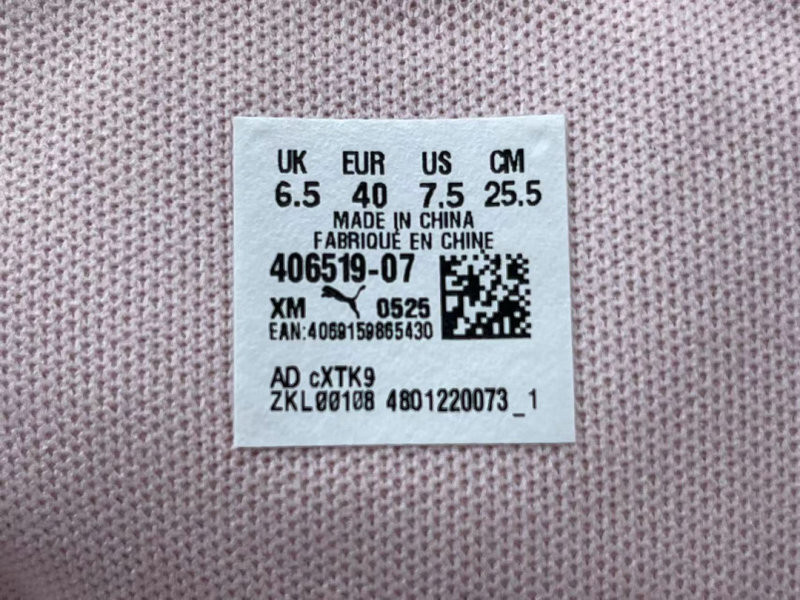 UK EUR US CM
6.5 40 7.5 25.5
MADE IN CHINA
FABRIQUÉ EN CHINE
406519-07
XM 0525
EAN:4069159865430
AD cXTK9
ZKL00108 4801220073_1